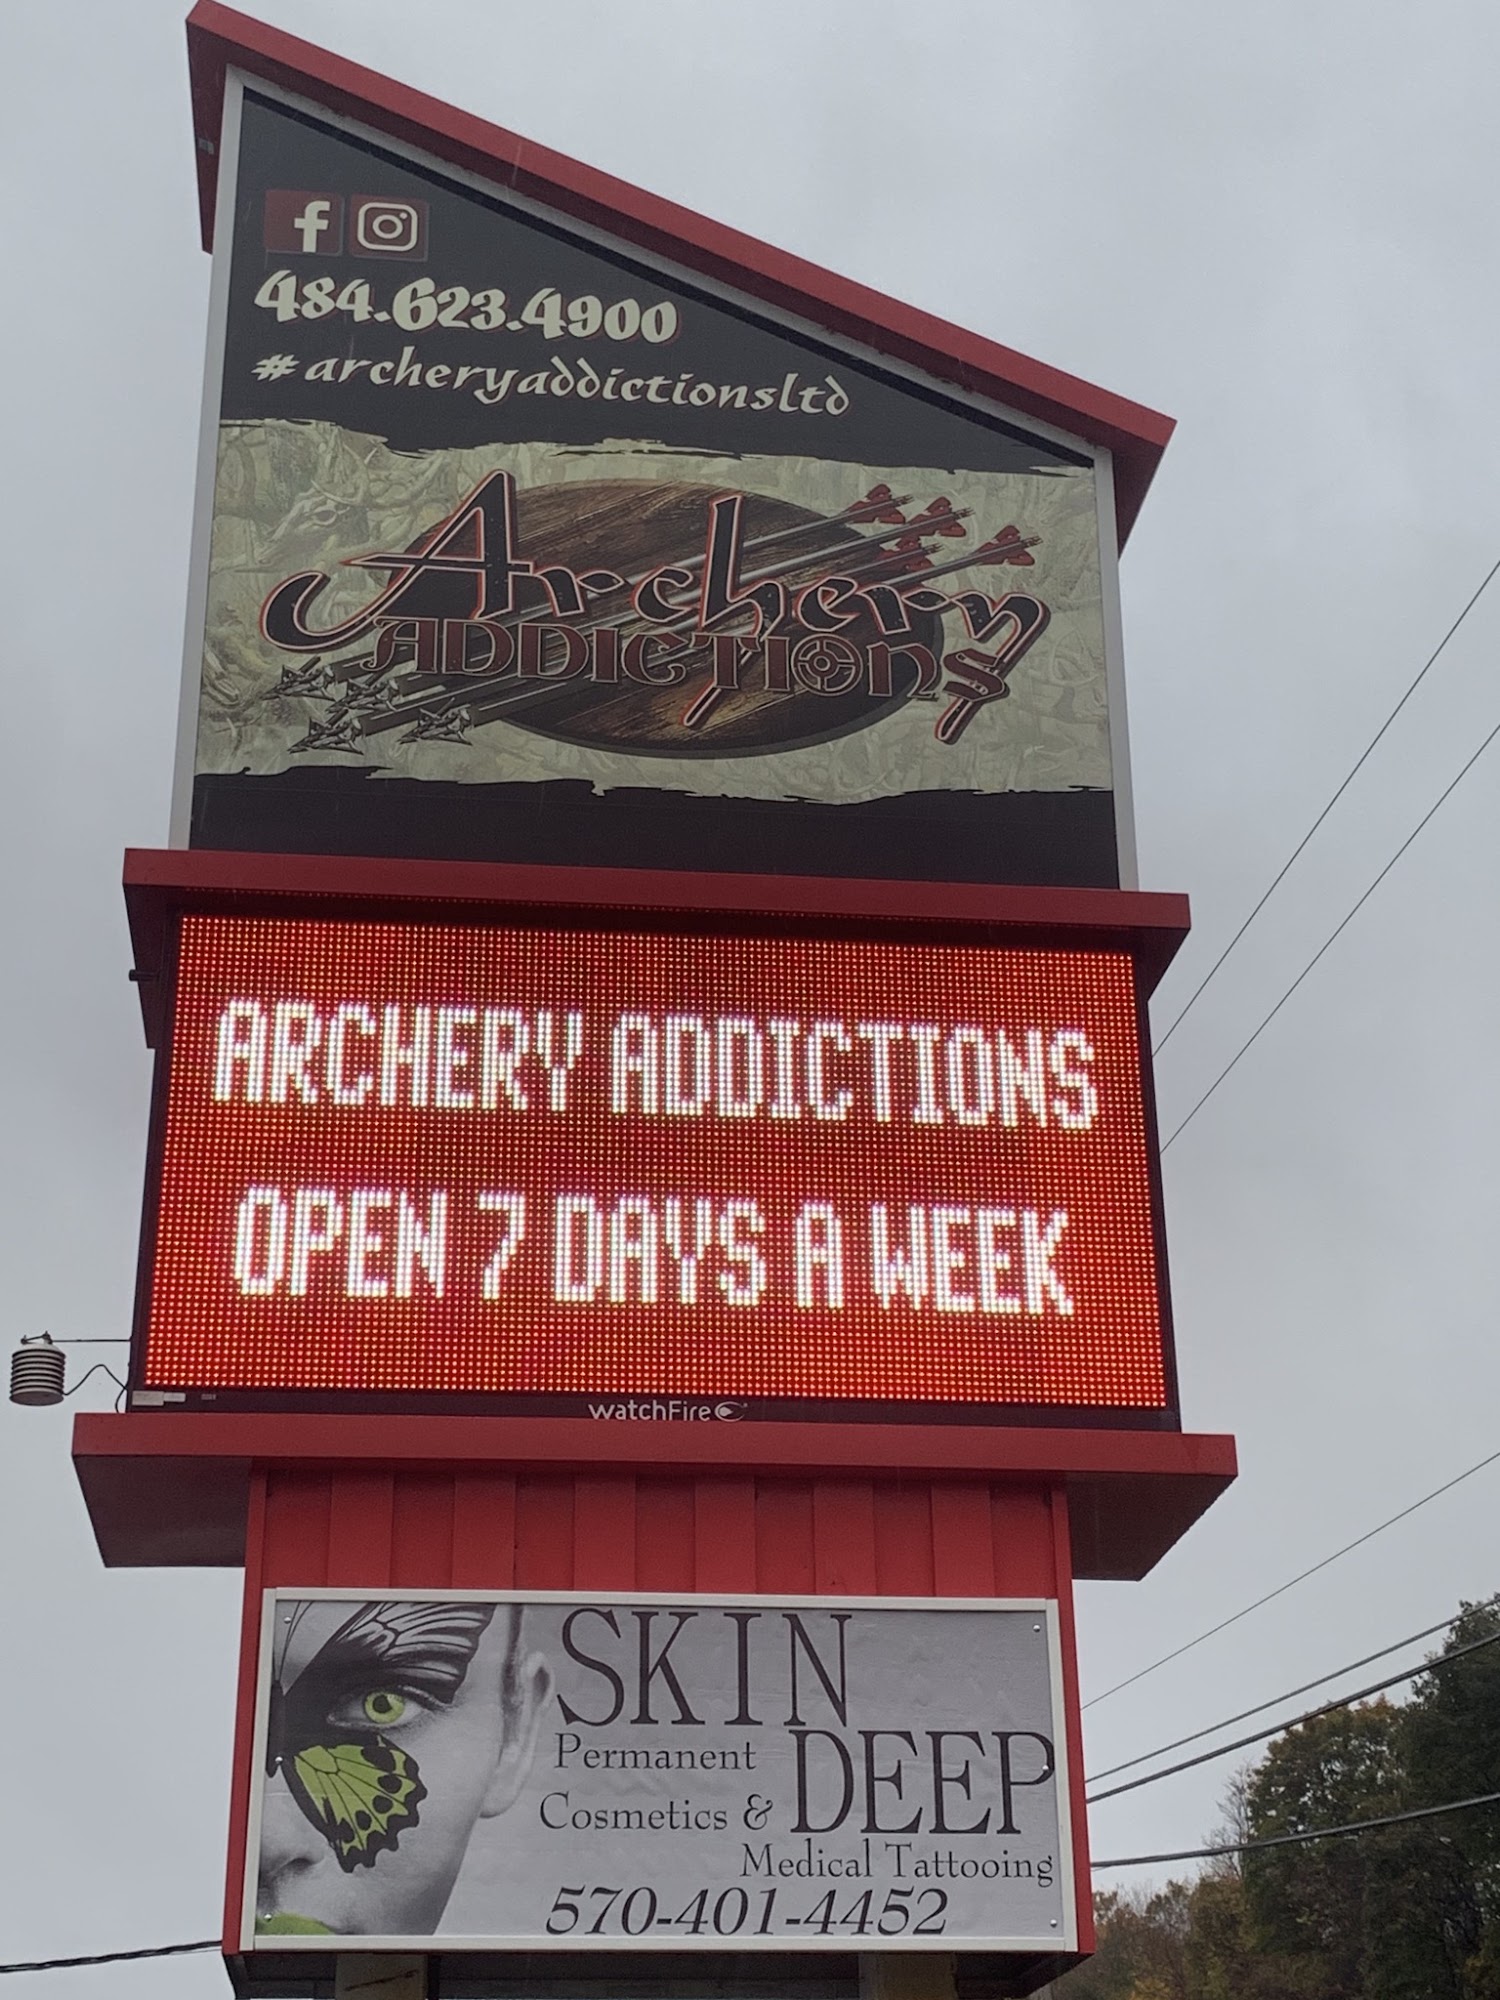 484.623.4900
#archeryaddictionsltd
Archery
ADDICTIONS
ARCHERY ADDICTIONS
OPEN 7 DAYS A WEEK
watchFire
SKIN
DEEP
Permanent
Cosmetics &
Medical Tattooing
570-401-4452